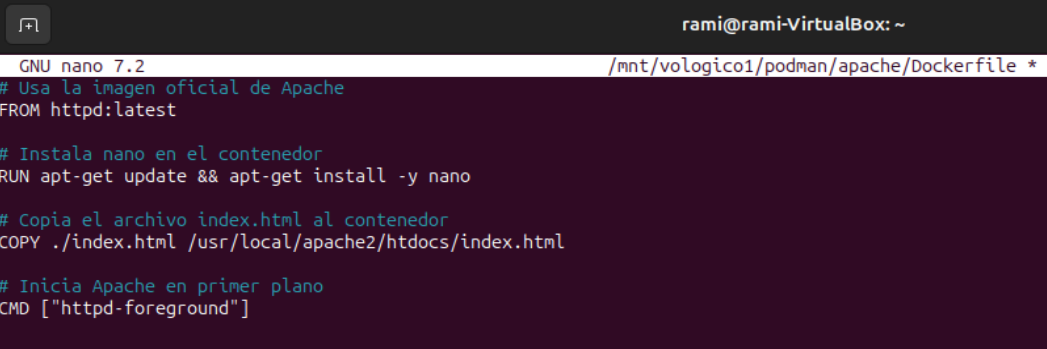 rami@rami-VirtualBox: ~
GNU nano 7.2 /mnt/vologico1/podman/apache/Dockerfile *
# Usa la imagen oficial de Apache
FROM httpd:latest
# Instala nano en el contenedor
RUN apt-get update && apt-get install -y nano
# Copia el archivo index.html al contenedor
COPY ./index.html /usr/local/apache2/htdocs/index.html
# Inicia Apache en primer plano
CMD ["httpd-foreground"]